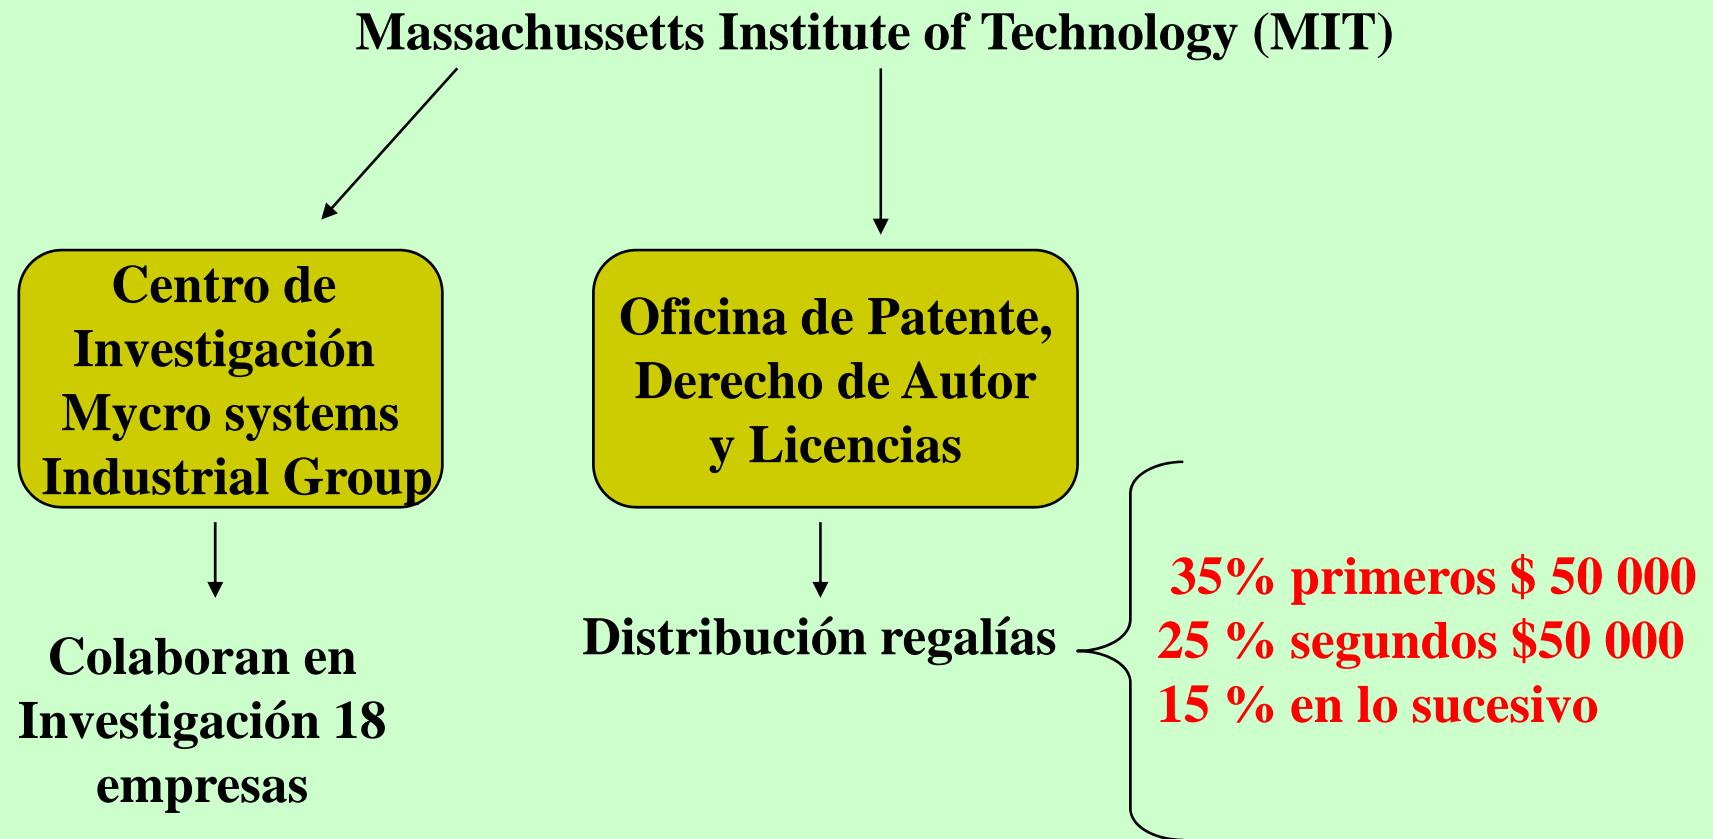 Massachussetts Institute of Technology (MIT)
Centro de
Investigación
Mycro systems
Industrial Group
Oficina de Patente,
Derecho de Autor
y Licencias
Colaboran en
Investigación 18
empresas
Distribución regalías
35% primeros $ 50 000
25 % segundos $50 000
15 % en lo sucesivo